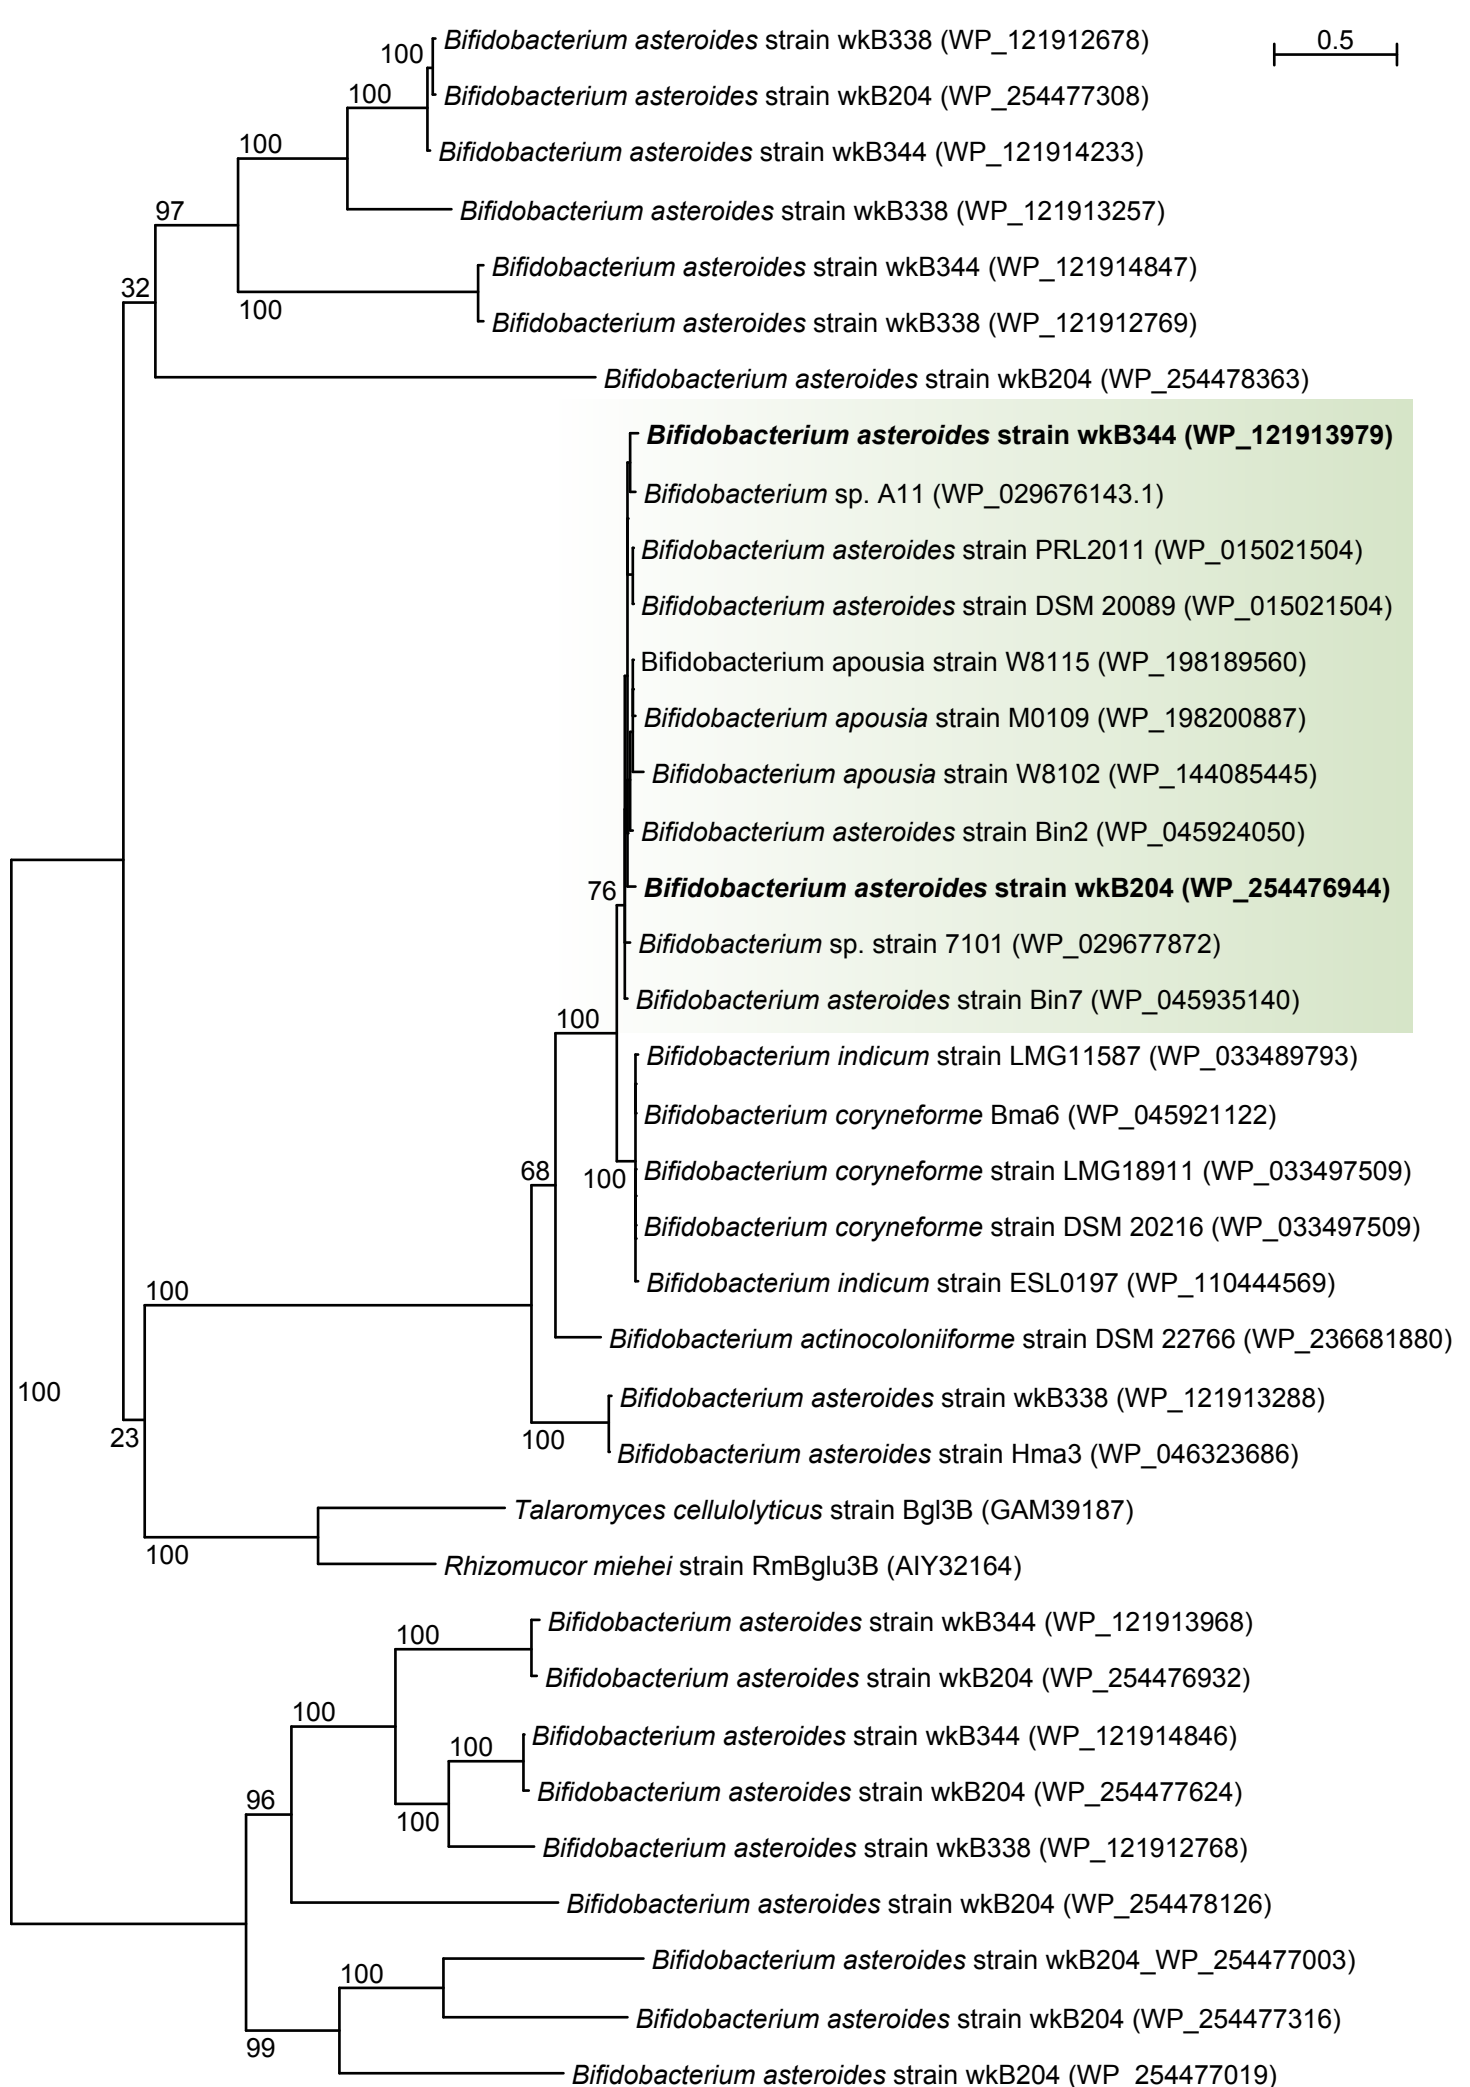 100 Bifidobacterium asteroides strain wkB338 (WP_121912678)
0.5
100 Bifidobacterium asteroides strain wkB204 (WP_254477308)
100 Bifidobacterium asteroides strain wkB344 (WP_121914233)
97 Bifidobacterium asteroides strain wkB338 (WP_121913257)
Bifidobacterium asteroides strain wkB344 (WP_121914847)
32
100 Bifidobacterium asteroides strain wkB338 (WP_121912769)
Bifidobacterium asteroides strain wkB204 (WP_254478363)
Bifidobacterium asteroides strain wkB344 (WP_121913979)
Bifidobacterium sp. A11 (WP_029676143.1)
Bifidobacterium asteroides strain PRL2011 (WP_015021504)
Bifidobacterium asteroides strain DSM 20089 (WP_015021504)
Bifidobacterium apousia strain W8115 (WP_198189560)
Bifidobacterium apousia strain M0109 (WP_198200887)
Bifidobacterium apousia strain W8102 (WP_144085445)
Bifidobacterium asteroides strain Bin2 (WP_045924050)
76 Bifidobacterium asteroides strain wkB204 (WP_254476944)
Bifidobacterium sp. strain 7101 (WP_029677872)
Bifidobacterium asteroides strain Bin7 (WP_045935140)
100
Bifidobacterium indicum strain LMG11587 (WP_033489793)
Bifidobacterium coryneforme Bma6 (WP_045921122)
68 100 Bifidobacterium coryneforme strain LMG18911 (WP_033497509)
Bifidobacterium coryneforme strain DSM 20216 (WP_033497509)
100 Bifidobacterium indicum strain ESL0197 (WP_110444569)
Bifidobacterium actinocoloniiforme strain DSM 22766 (WP_236681880)
100 Bifidobacterium asteroides strain wkB338 (WP_121913288)
23 100 Bifidobacterium asteroides strain Hma3 (WP_046323686)
Talaromyces cellulolyticus strain Bgl3B (GAM39187)
100 Rhizomucor miehei strain RmBglu3B (AIY32164)
100 Bifidobacterium asteroides strain wkB344 (WP_121913968)
Bifidobacterium asteroides strain wkB204 (WP_254476932)
100
100 Bifidobacterium asteroides strain wkB344 (WP_121914846)
96 Bifidobacterium asteroides strain wkB204 (WP_254477624)
100 Bifidobacterium asteroides strain wkB338 (WP_121912768)
Bifidobacterium asteroides strain wkB204 (WP_254478126)
100 Bifidobacterium asteroides strain wkB204_WP_254477003)
Bifidobacterium asteroides strain wkB204 (WP_254477316)
99 Bifidobacterium asteroides strain wkB204 (WP_254477019)